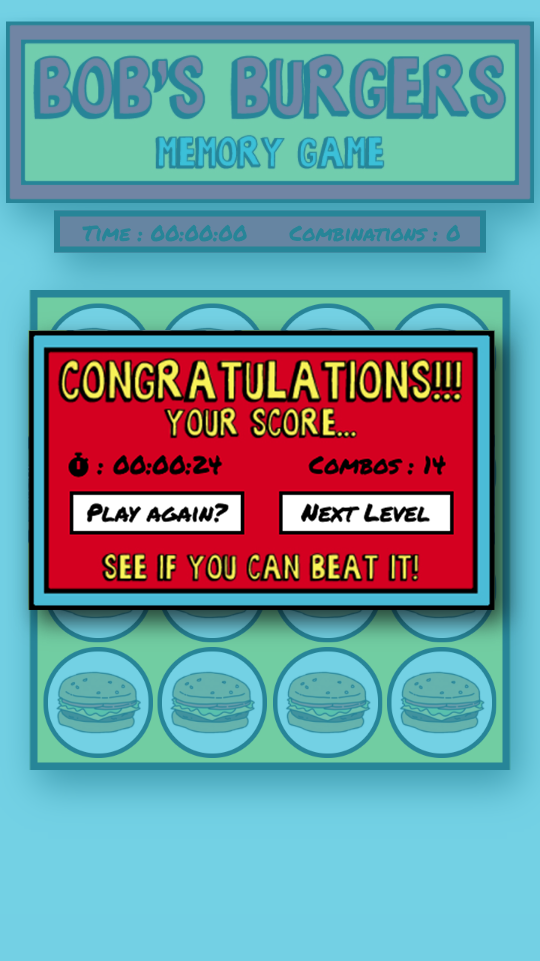 BOB'S BURGERS
MEMORY GAME
TIME : 00:00:00 COMBINATIONS : 0
CONGRATULATIONS!!!
YOUR SCORE...
: 00:00:24 COMBOS : 14
PLAY AGAIN? NEXT LEVEL
SEE IF YOU CAN BEAT IT!